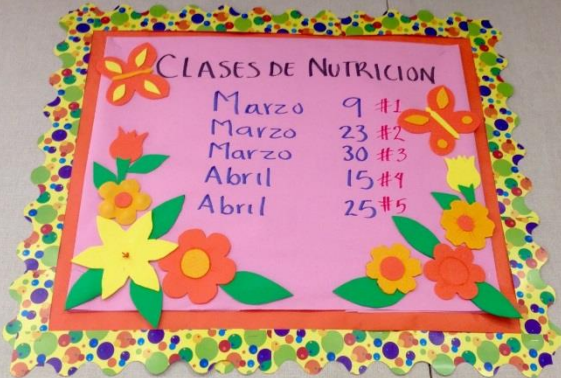 CLASES DE NUTRICION
Marzo 9 #1
Marzo 23 #2
Marzo 30 #3
Abril 15 #4
Abril 25 #5